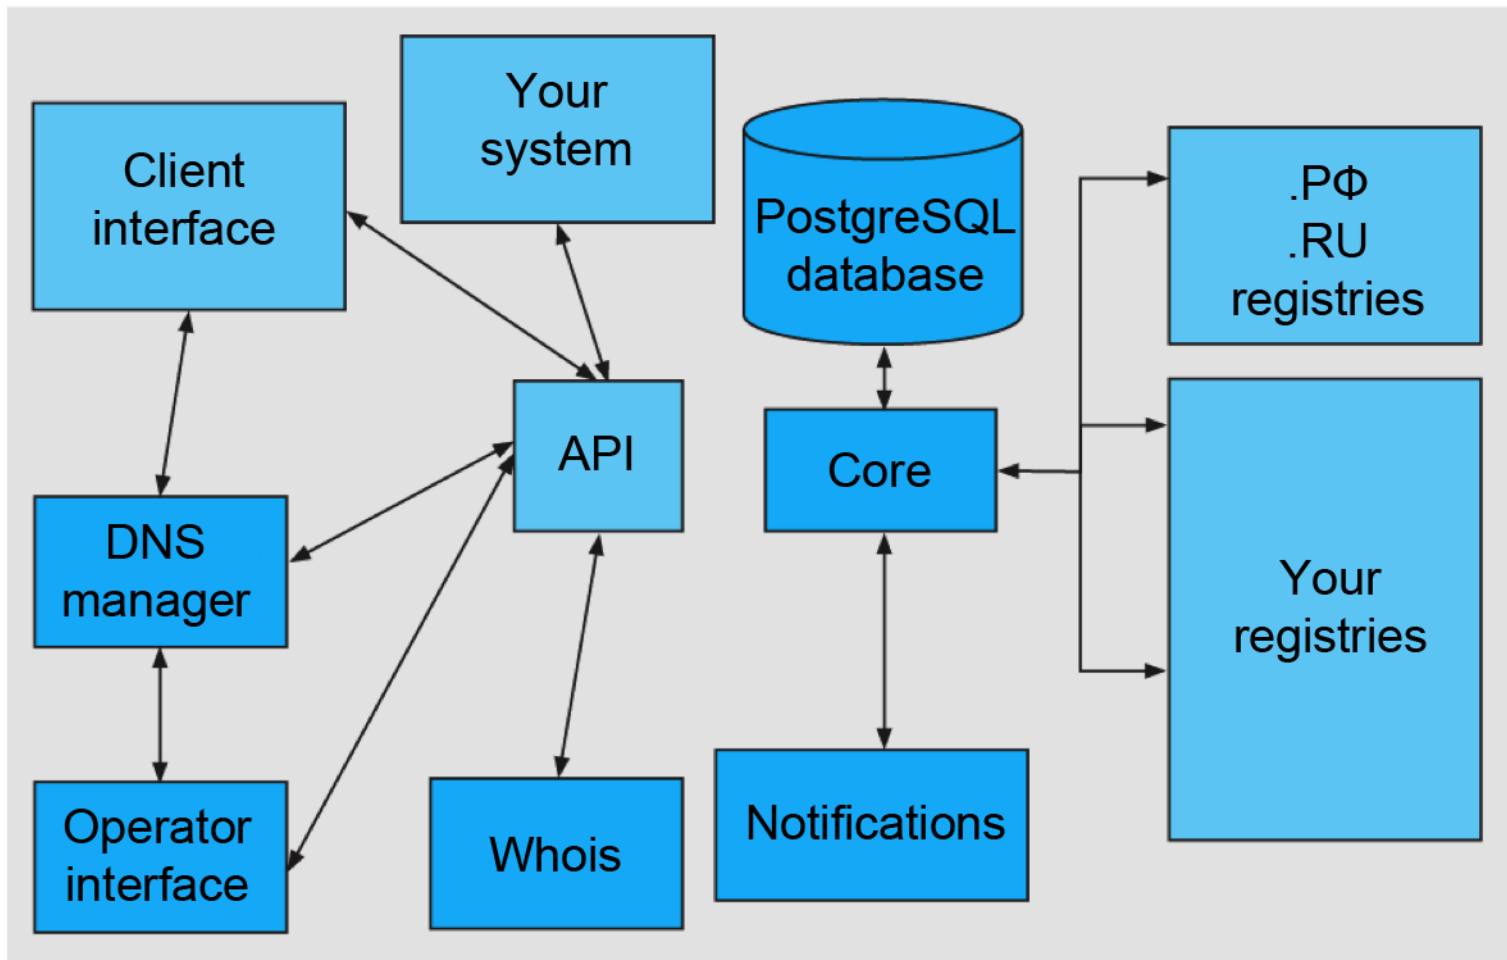 Your
system
Client
interface
PostgreSQL
database
.РФ
.RU
registries
API
Core
DNS
manager
Your
registries
Operator
interface
Whois
Notifications